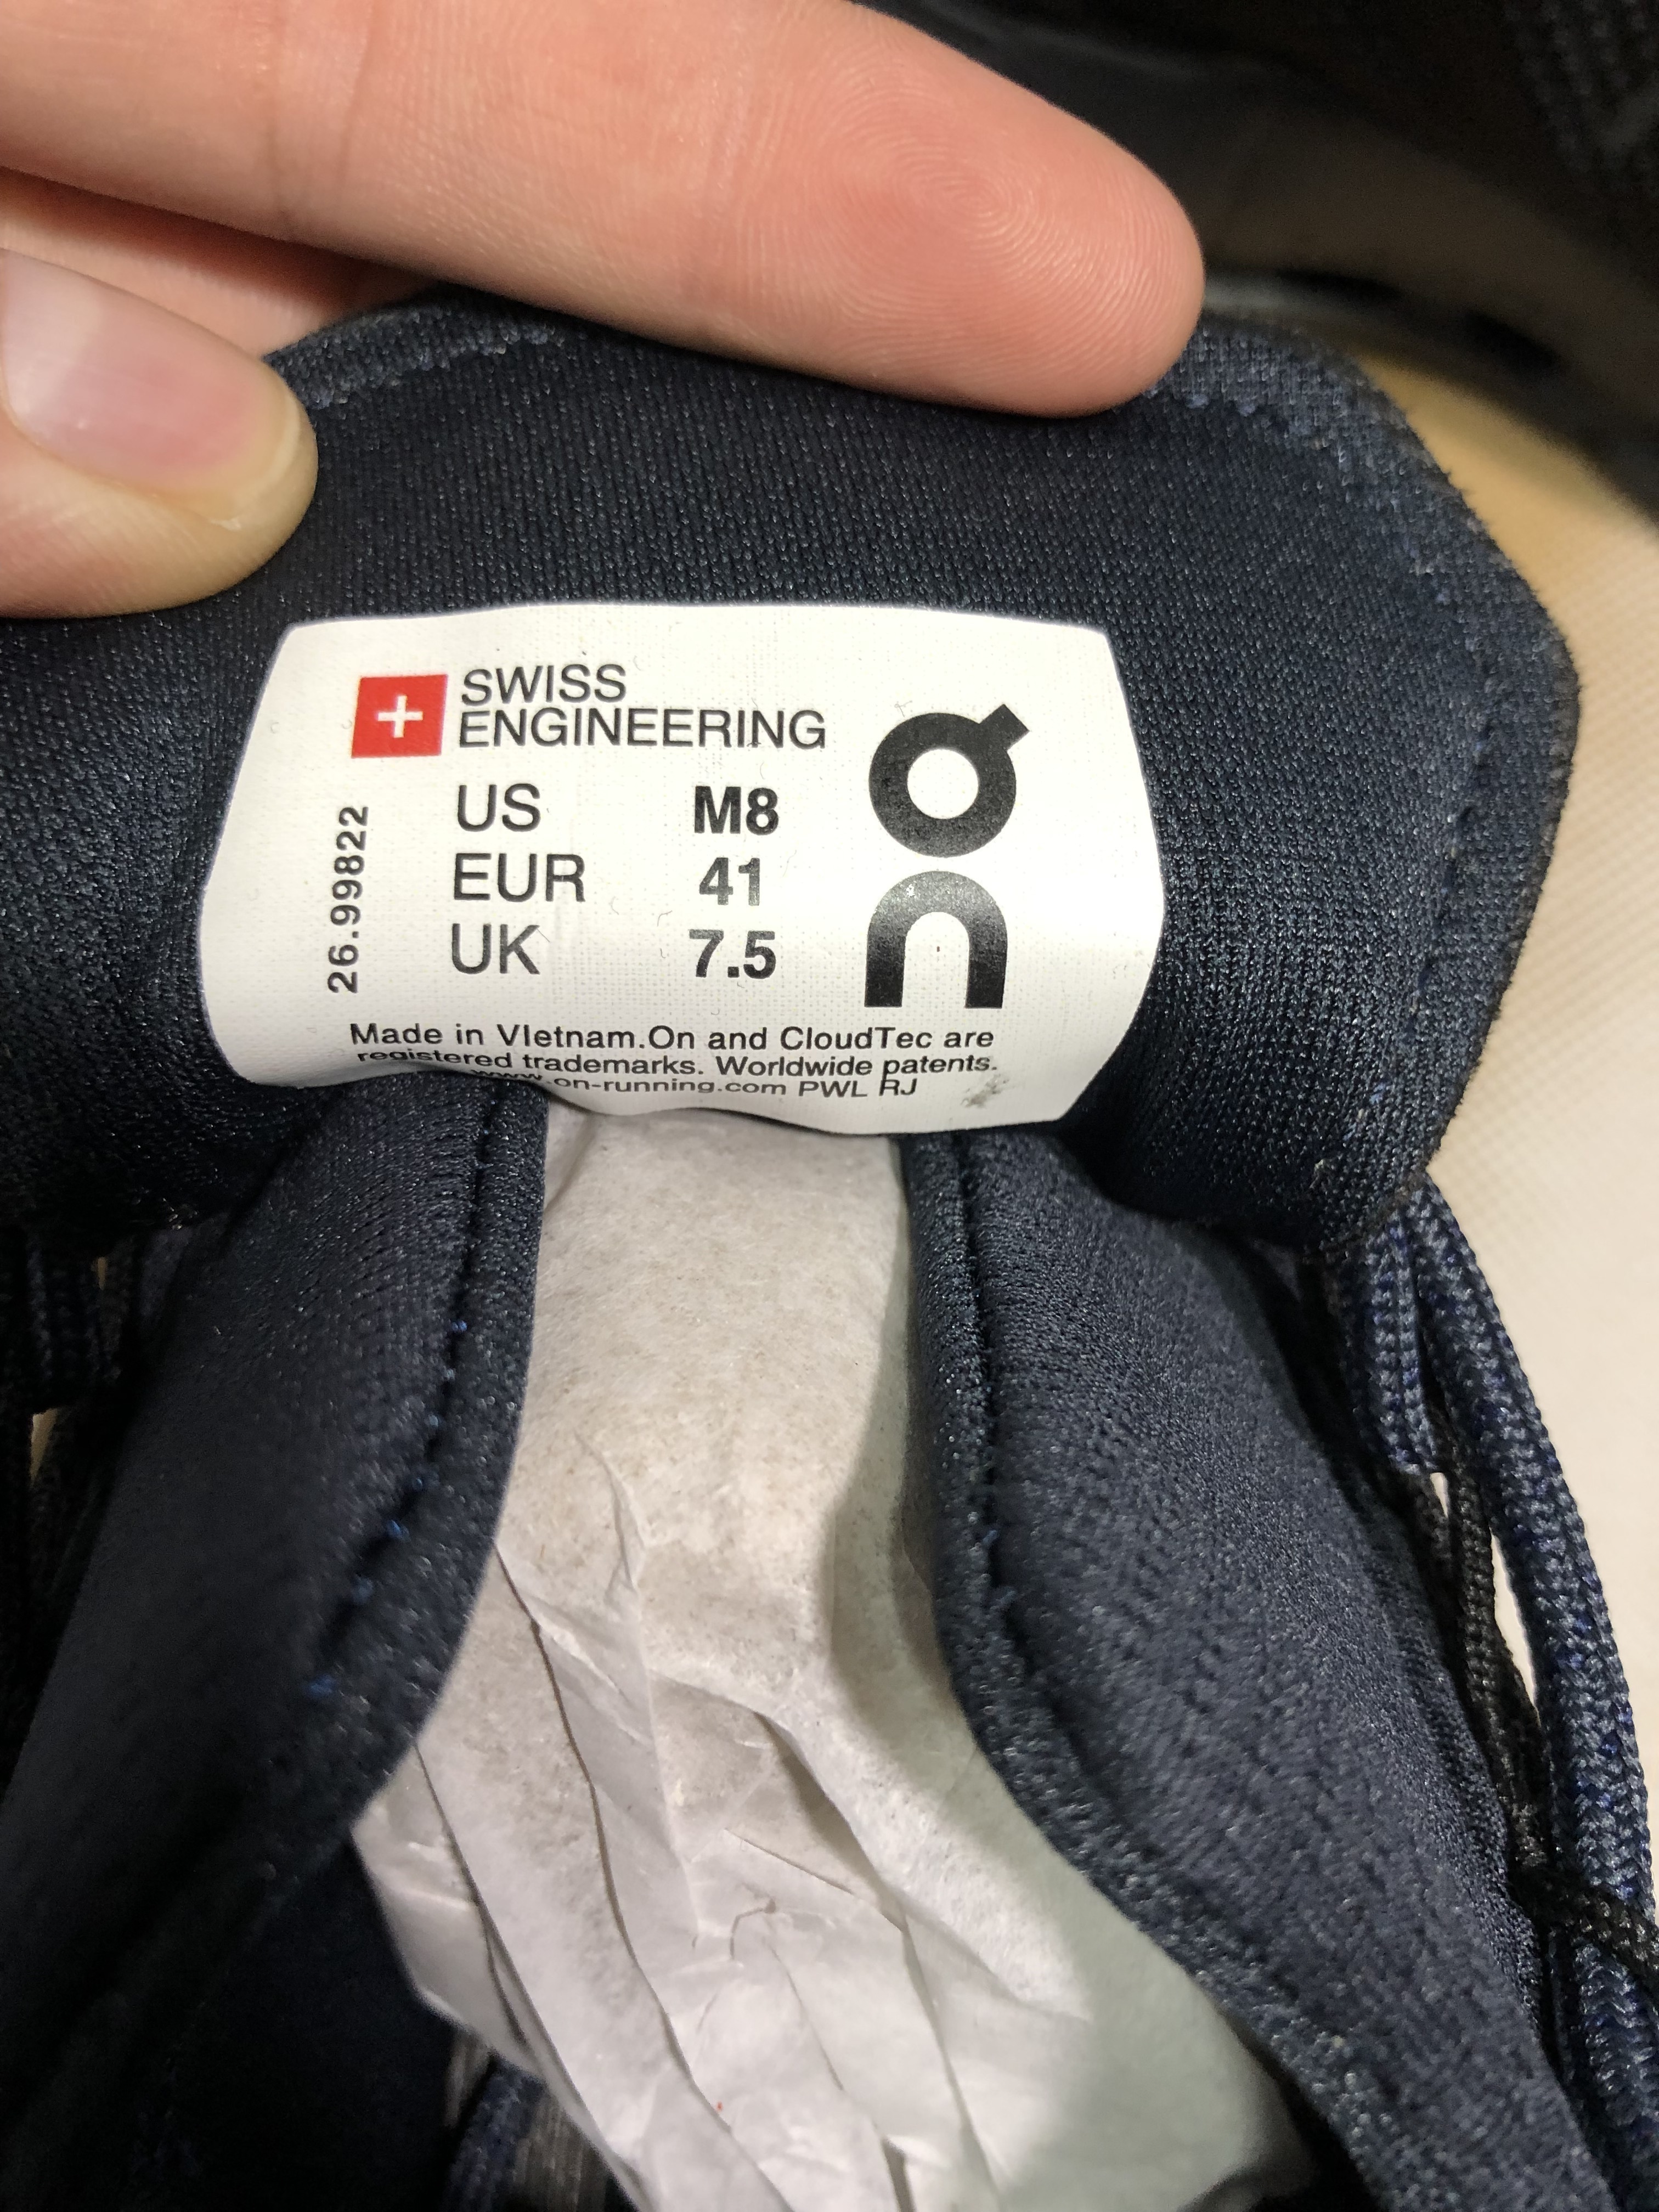 SWISS
ENGINEERING
US M8
EUR 41
UK 7.5
26.99822
On
Made in VIetnam.On and CloudTec are
registered trademarks. Worldwide patents.
www.on-running.com PWL RJ